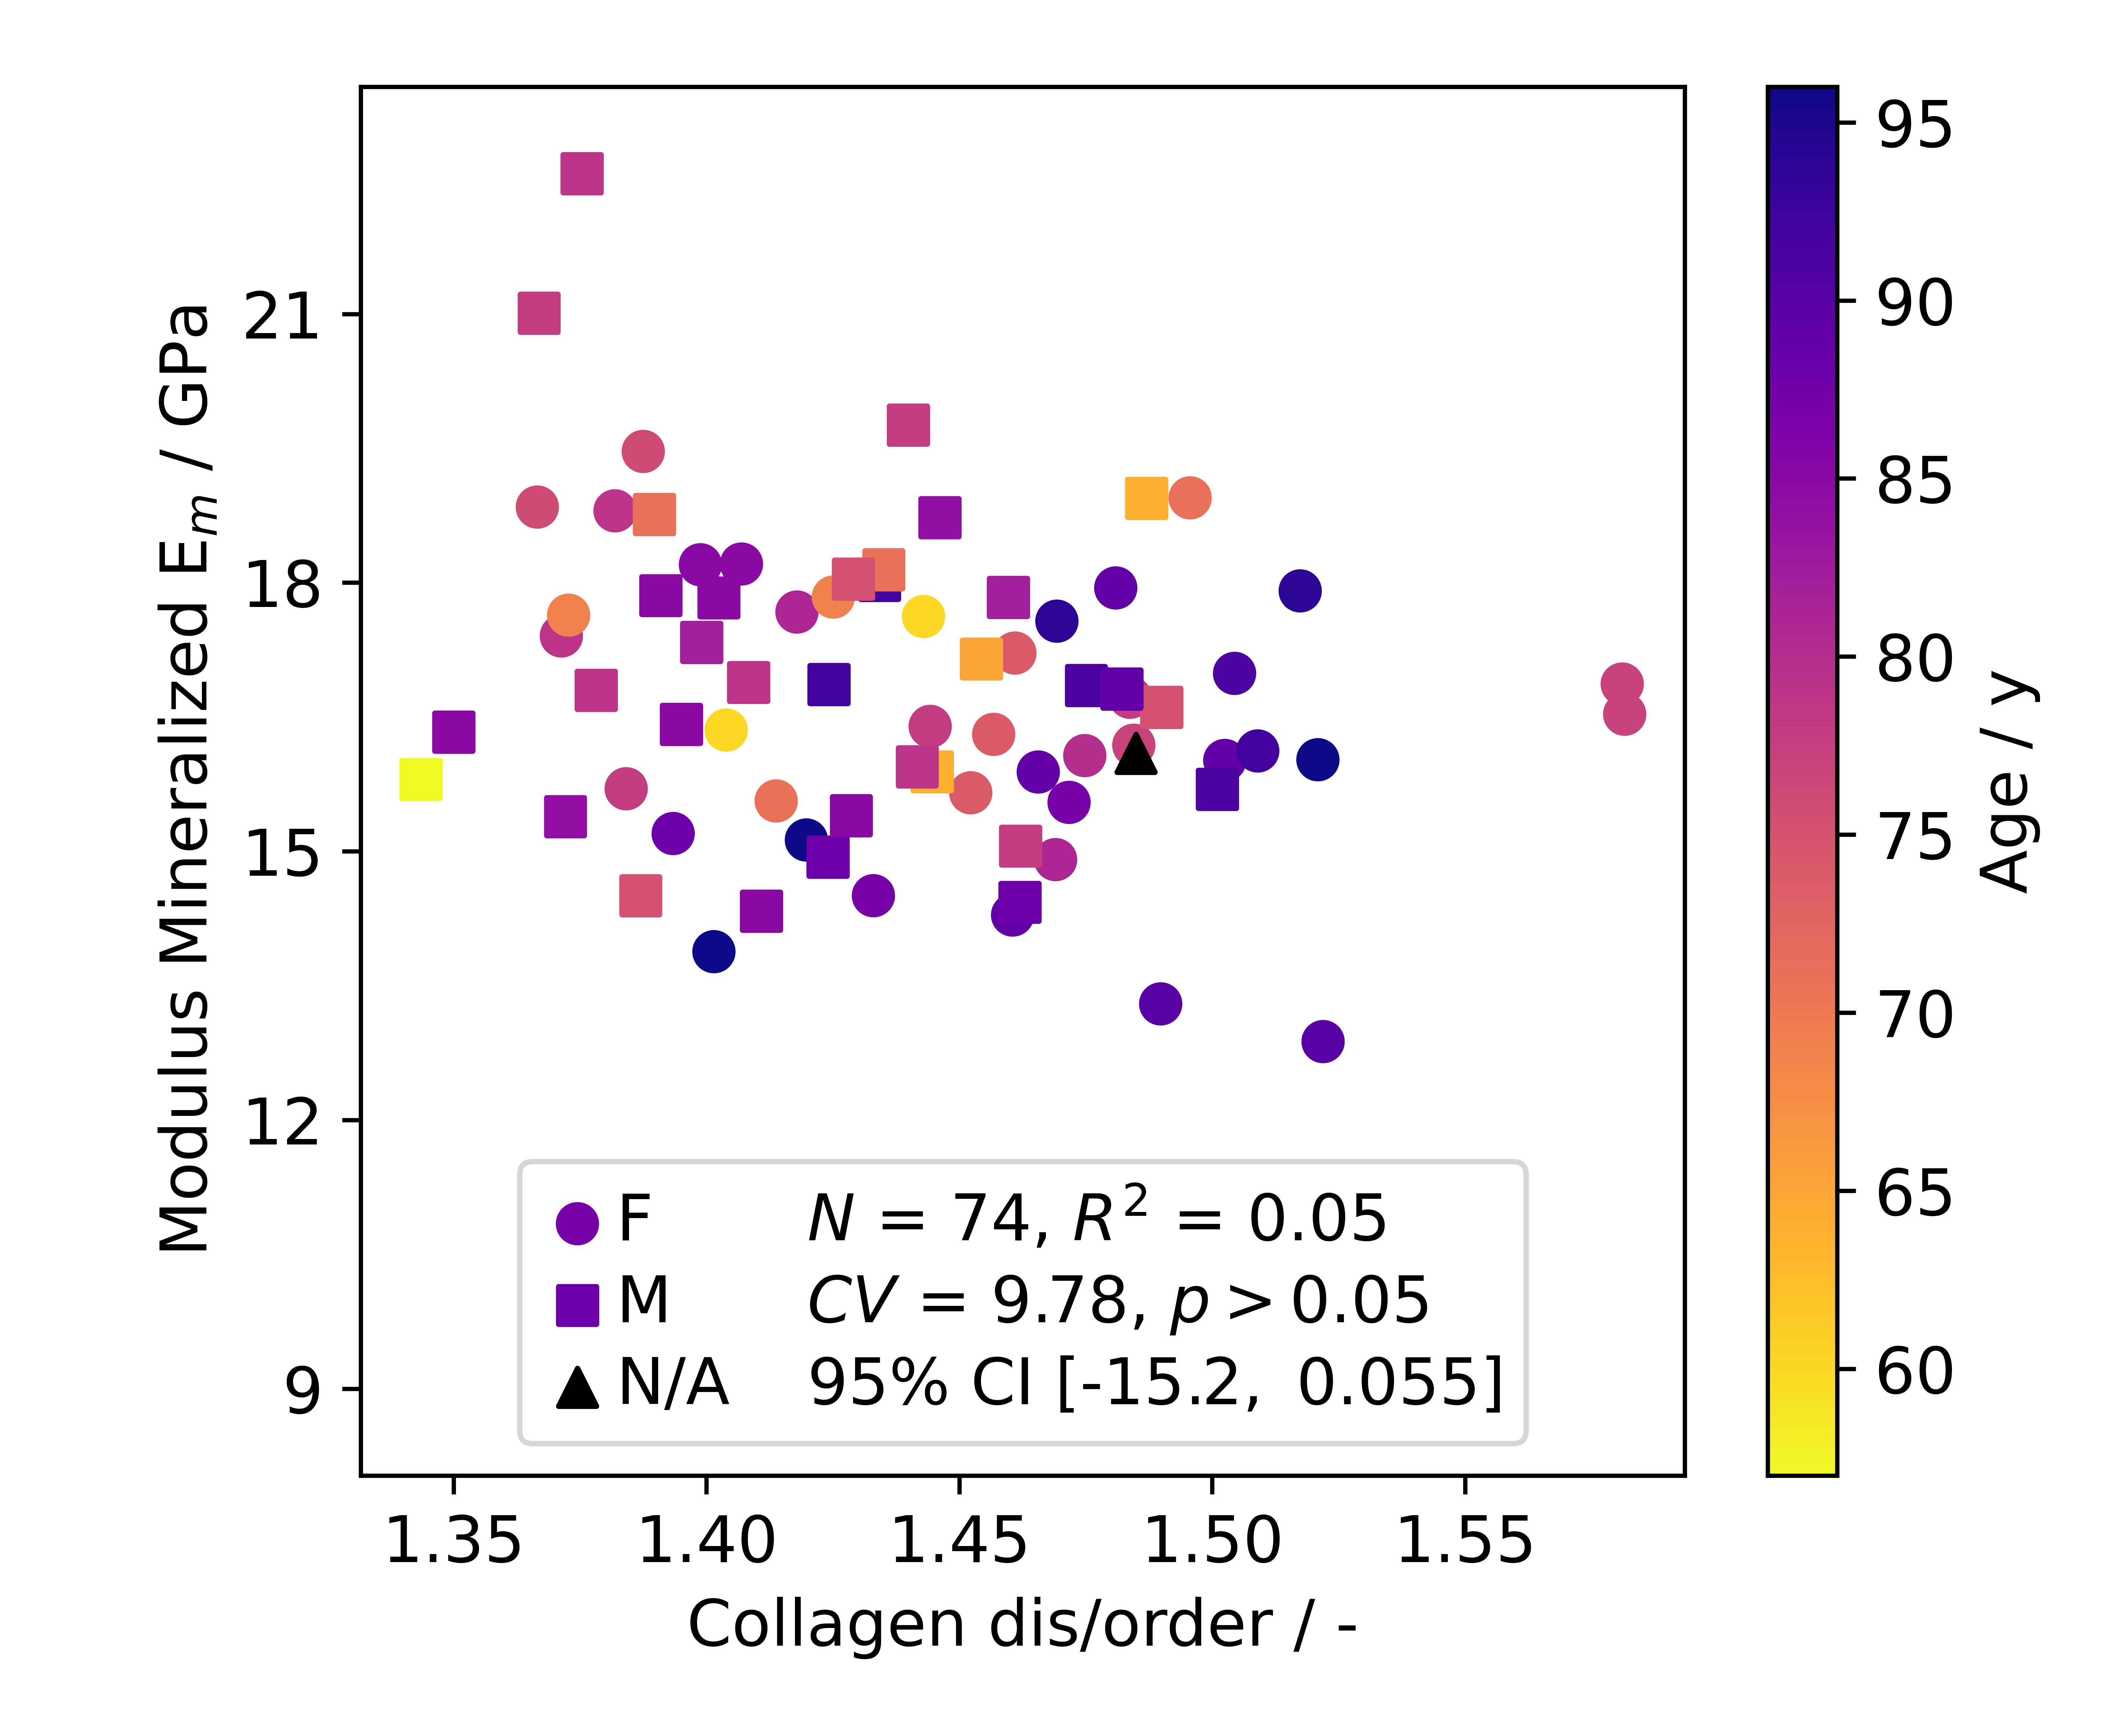 Modulus Mineralized Eₘ / GPa
21
18
15
12
9
F N = 74, R² = 0.05
M CV = 9.78, p > 0.05
N/A 95% CI [-15.2, 0.055]
1.35 1.40 1.45 1.50 1.55
Collagen dis/order / -
95
90
85
80
75
70
65
60
Age / y